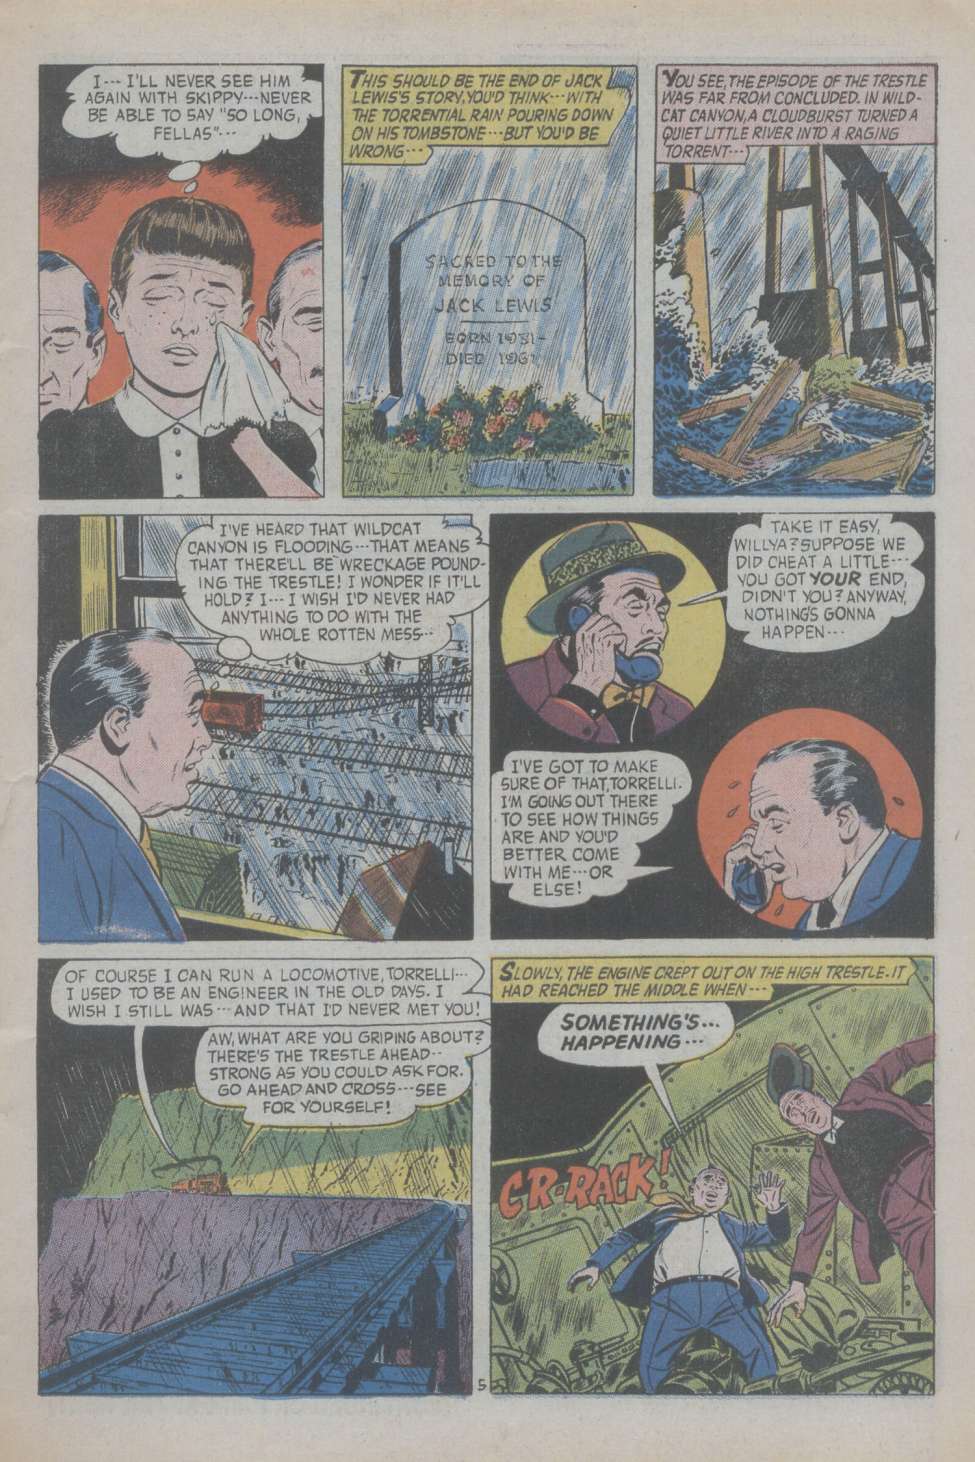 I--- I'LL NEVER SEE HIM
AGAIN WITH SKIPPY---NEVER
BE ABLE TO SAY "SO LONG,
FELLAS"---
THIS SHOULD BE THE END OF JACK
LEWIS'S STORY, YOU'D THINK---WITH
THE TORRENTIAL RAIN POURING DOWN
ON HIS TOMBSTONE---BUT YOU'D BE
WRONG---
SACRED TO THE
MEMORY OF
JACK LEWIS
BORN 1931-
DIED 1961
YOU SEE, THE EPISODE OF THE TRESTLE
WAS FAR FROM CONCLUDED. IN WILD-
CAT CANYON, A CLOUDBURST TURNED A
QUIET LITTLE RIVER INTO A RAGING
TORRENT---
I'VE HEARD THAT WILDCAT
CANYON IS FLOODING---THAT MEANS
THAT THERE'LL BE WRECKAGE POUND-
ING THE TRESTLE! I WONDER IF IT'LL
HOLD? I--- I WISH I'D NEVER HAD
ANYTHING TO DO WITH THE
WHOLE ROTTEN MESS---
TAKE IT EASY,
WILLYA? SUPPOSE WE
DID CHEAT A LITTLE---
YOU GOT YOUR END,
DIDN'T YOU? ANYWAY,
NOTHING'S GONNA
HAPPEN---
I'VE GOT TO MAKE
SURE OF THAT, TORRELLI.
I'M GOING OUT THERE
TO SEE HOW THINGS
ARE AND YOU'D
BETTER COME
WITH ME---OR
ELSE!
OF COURSE I CAN RUN A LOCOMOTIVE, TORRELLI---
I USED TO BE AN ENGINEER IN THE OLD DAYS. I
WISH I STILL WAS---AND THAT I'D NEVER MET YOU!
AW, WHAT ARE YOU GRIPING ABOUT?
THERE'S THE TRESTLE AHEAD--
STRONG AS YOU COULD ASK FOR.
GO AHEAD AND CROSS---SEE
FOR YOURSELF!
SLOWLY, THE ENGINE CREPT OUT ON THE HIGH TRESTLE. IT
HAD REACHED THE MIDDLE WHEN---
SOMETHING'S...
HAPPENING---
CR-RACK!
5